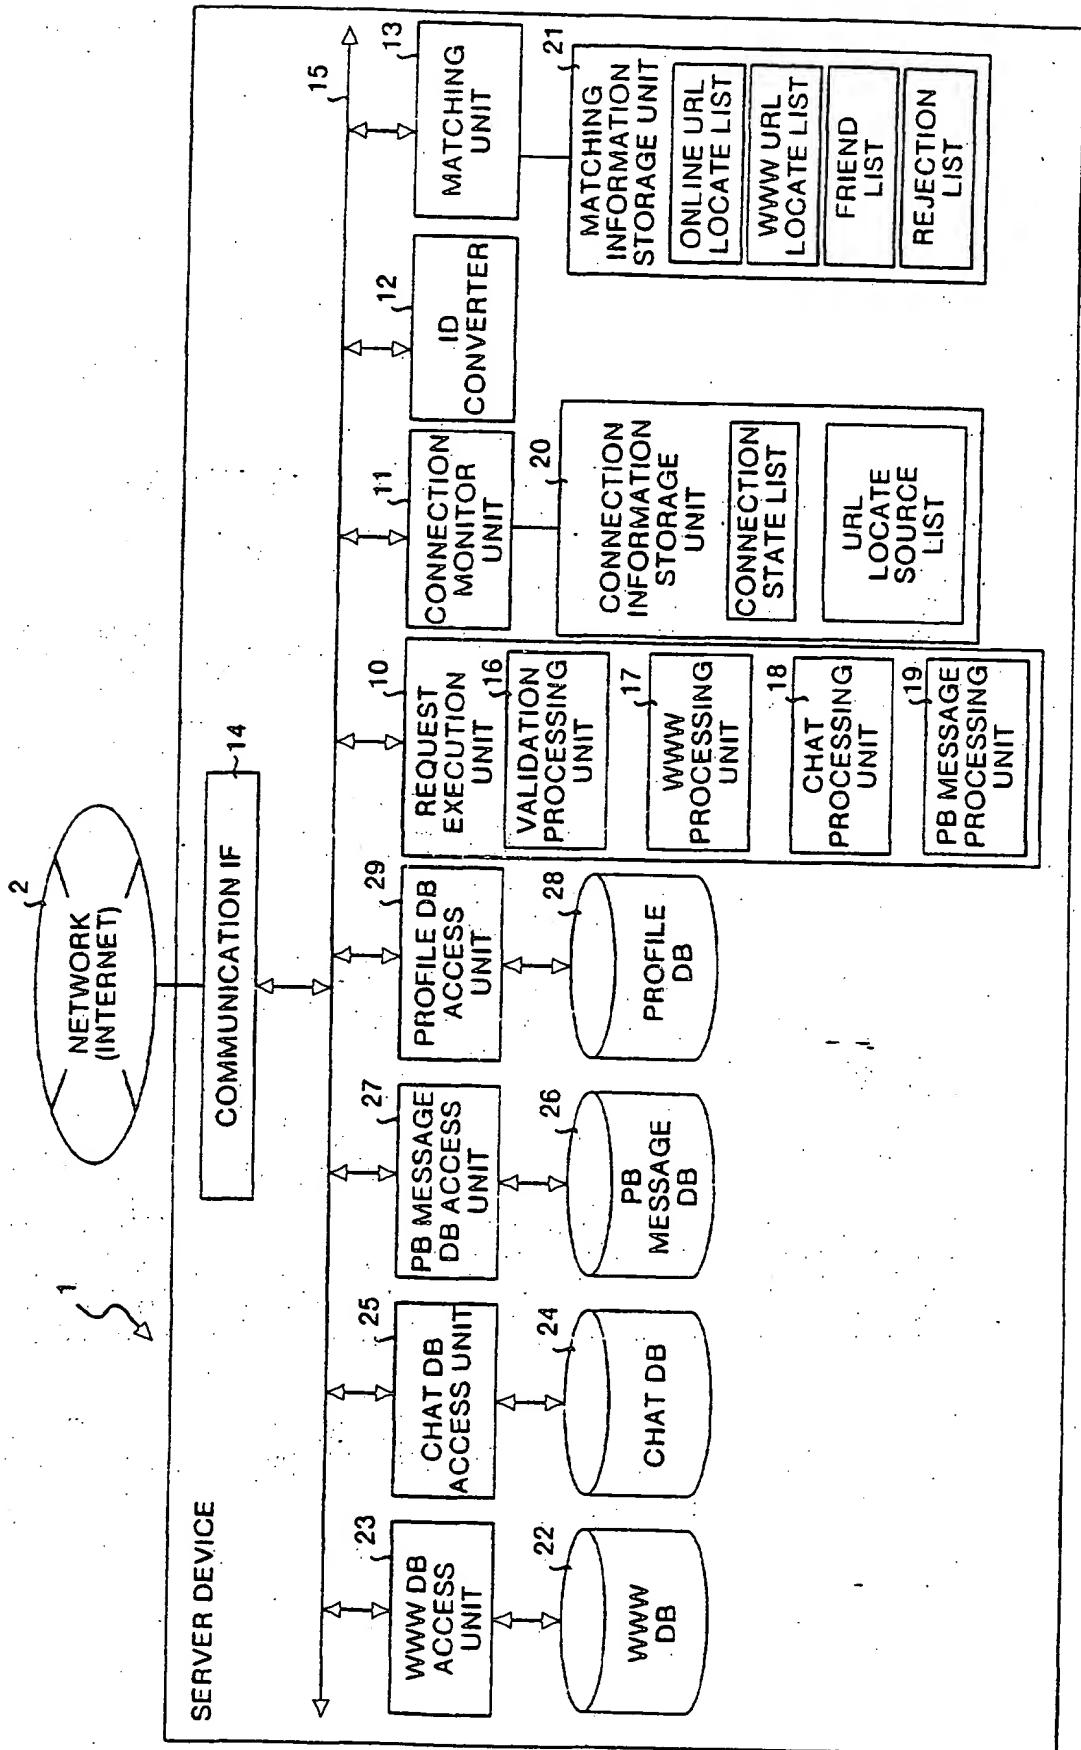 1
2
NETWORK
(INTERNET)
SERVER DEVICE
COMMUNICATION IF
14
15
23
WWW DB
ACCESS
UNIT
25
CHAT DB
ACCESS UNIT
27
PB MESSAGE
DB ACCESS
UNIT
29
PROFILE DB
ACCESS
UNIT
10
REQUEST
EXECUTION
UNIT
16
VALIDATION
PROCESSING
UNIT
17
WWW
PROCESSING
UNIT
18
CHAT
PROCESSING
UNIT
19
PB MESSAGE
PROCESSING
UNIT
11
CONNECTION
MONITOR
UNIT
12
ID
CONVERTER
13
MATCHING
UNIT
22
WWW
DB
24
CHAT DB
26
PB
MESSAGE
DB
28
PROFILE
DB
20
CONNECTION
INFORMATION
STORAGE
UNIT
CONNECTION
STATE LIST
URL
LOCATE
SOURCE
LIST
21
MATCHING
INFORMATION
STORAGE UNIT
ONLINE URL
LOCATE LIST
WWW URL
LOCATE LIST
FRIEND
LIST
REJECTION
LIST